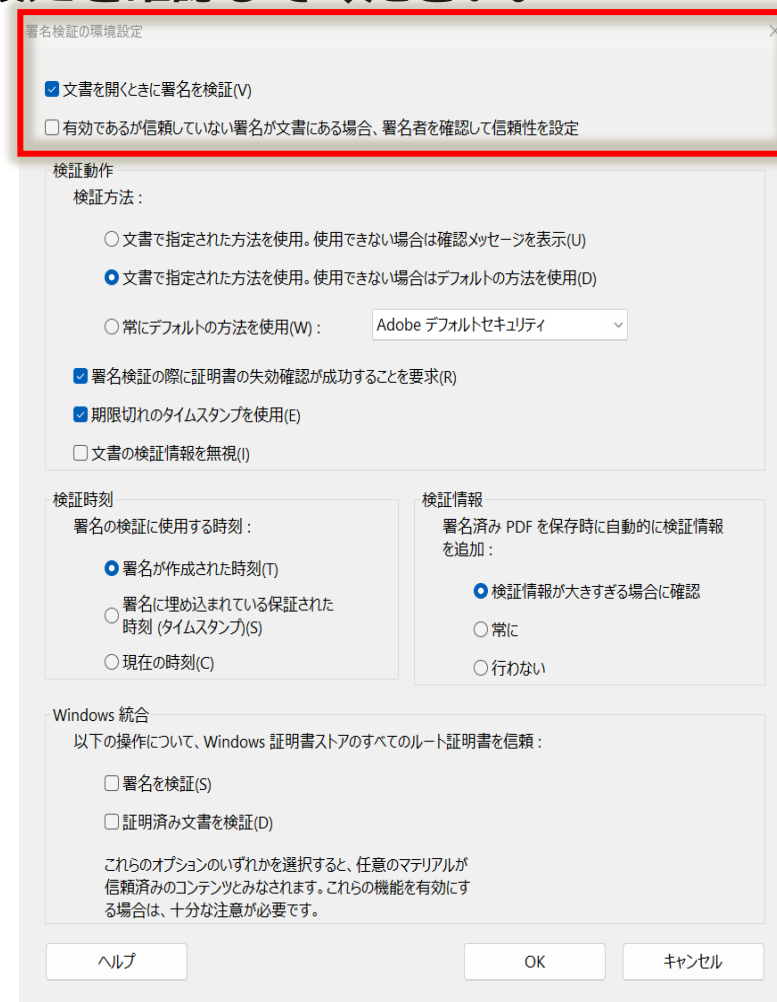 署名検証の環境設定
文書を開くときに署名を検証(V)
有効であるが信頼していない署名が文書にある場合、署名者を確認して信頼性を設定
検証動作
検証方法 :
文書で指定された方法を使用。使用できない場合は確認メッセージを表示(U)
文書で指定された方法を使用。使用できない場合はデフォルトの方法を使用(D)
常にデフォルトの方法を使用(W) : Adobe デフォルトセキュリティ
署名検証の際に証明書の失効確認が成功することを要求(R)
期限切れのタイムスタンプを使用(E)
文書の検証情報を無視(I)
検証時刻
署名の検証に使用する時刻 :
署名が作成された時刻(T)
署名に埋め込まれている保証された
時刻 (タイムスタンプ)(S)
現在の時刻(C)
検証情報
署名済み PDF を保存時に自動的に検証情報
を追加 :
検証情報が大きすぎる場合に確認
常に
行わない
Windows 統合
以下の操作について、Windows 証明書ストアのすべてのルート証明書を信頼 :
署名を検証(S)
証明済み文書を検証(D)
これらのオプションのいずれかを選択すると、任意のマテリアルが
信頼済みのコンテンツとみなされます。これらの機能を有効にす
る場合は、十分な注意が必要です。
ヘルプ OK キャンセル